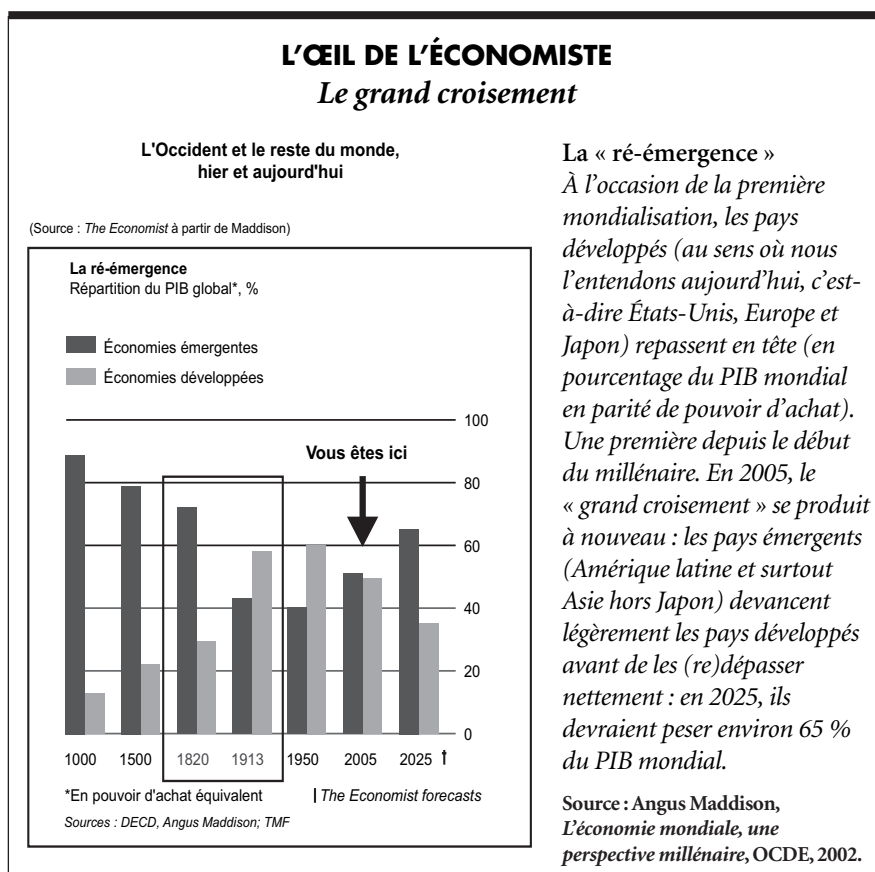 L'ŒIL DE L'ÉCONOMISTE
Le grand croisement
L'Occident et le reste du monde,
hier et aujourd'hui
(Source : The Economist à partir de Maddison)
La ré-émergence
Répartition du PIB global*, %
Économies émergentes
Économies développées
100
Vous êtes ici
80
60
40
20
0
1000 1500 1820 1913 1950 2005 2025 †
*En pouvoir d'achat équivalent
| The Economist forecasts
Sources : DECD, Angus Maddison; TMF
La « ré-émergence »
À l'occasion de la première
mondialisation, les pays
développés (au sens où nous
l'entendons aujourd'hui, c'est-
à-dire États-Unis, Europe et
Japon) repassent en tête (en
pourcentage du PIB mondial
en parité de pouvoir d'achat).
Une première depuis le début
du millénaire. En 2005, le
« grand croisement » se produit
à nouveau : les pays émergents
(Amérique latine et surtout
Asie hors Japon) devancent
légèrement les pays développés
avant de les (re)dépasser
nettement : en 2025, ils
devraient peser environ 65 %
du PIB mondial.
Source : Angus Maddison,
L'économie mondiale, une
perspective millénaire, OCDE, 2002.